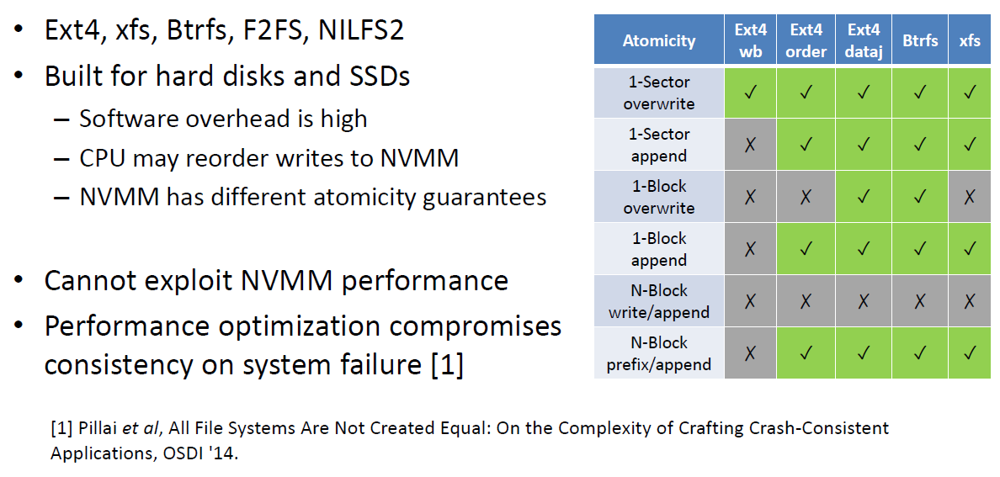 • Ext4, xfs, Btrfs, F2FS, NILFS2
• Built for hard disks and SSDs
– Software overhead is high
– CPU may reorder writes to NVMM
– NVMM has different atomicity guarantees
• Cannot exploit NVMM performance
• Performance optimization compromises
consistency on system failure [1]
Atomicity Ext4 wb Ext4 order Ext4 dataj Btrfs xfs
1-Sector overwrite ✓ ✓ ✓ ✓ ✓
1-Sector append ✗ ✓ ✓ ✓ ✓
1-Block overwrite ✗ ✗ ✓ ✓ ✗
1-Block append ✗ ✓ ✓ ✓ ✓
N-Block write/append ✗ ✗ ✗ ✗ ✗
N-Block prefix/append ✗ ✓ ✓ ✓ ✓
[1] Pillai et al, All File Systems Are Not Created Equal: On the Complexity of Crafting Crash-Consistent
Applications, OSDI '14.